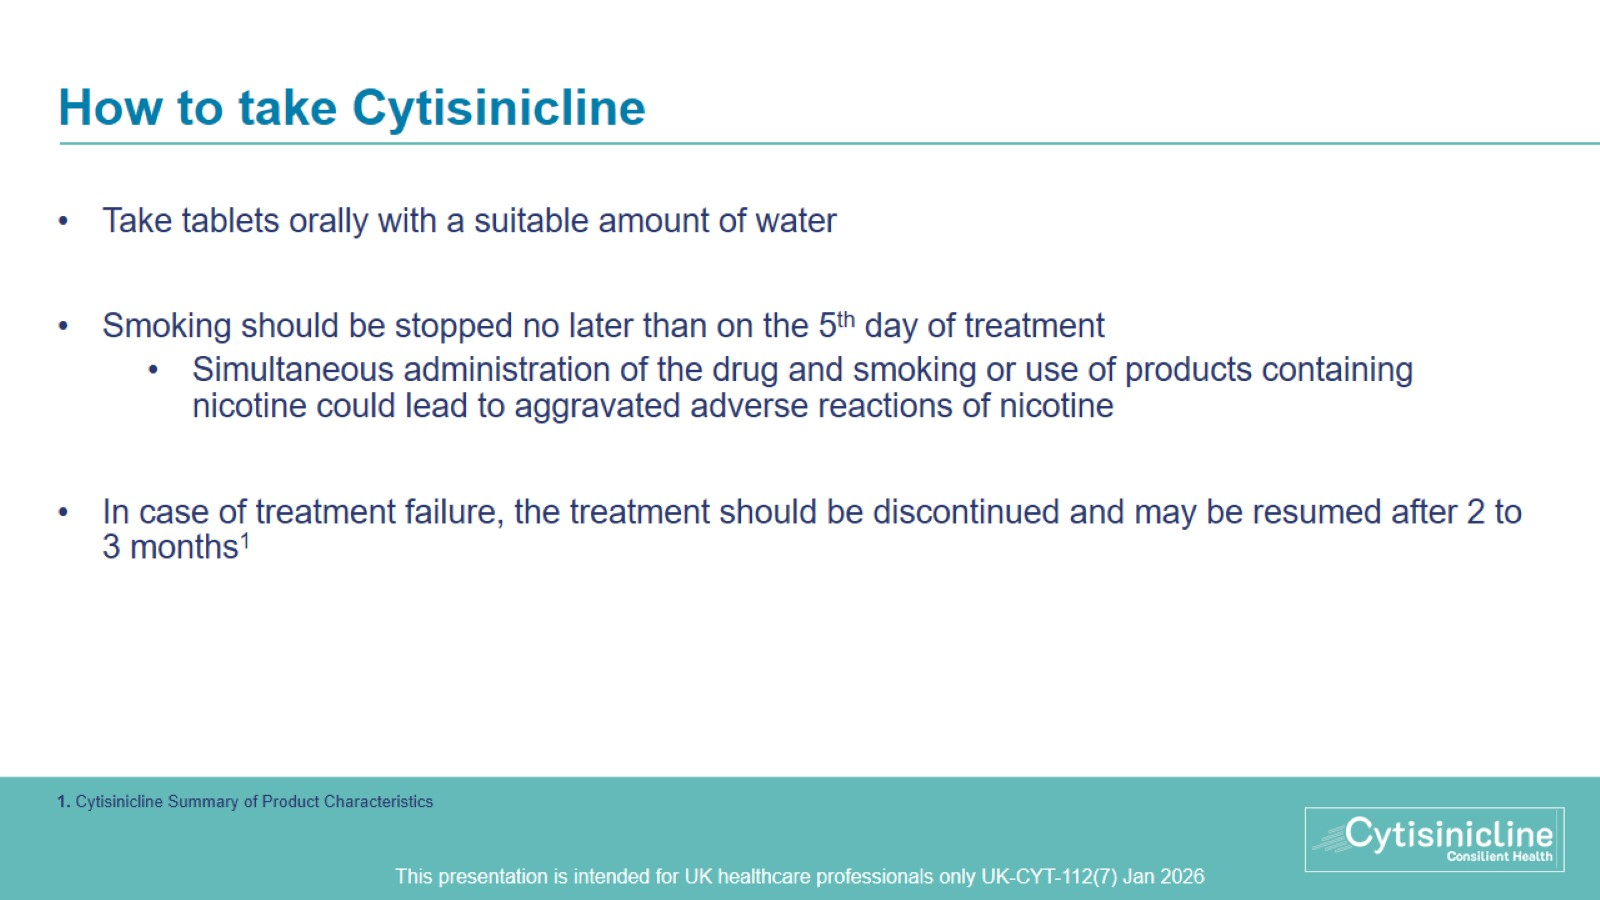 How to take Cytisinicline
• Take tablets orally with a suitable amount of water
• Smoking should be stopped no later than on the 5th day of treatment
• Simultaneous administration of the drug and smoking or use of products containing
nicotine could lead to aggravated adverse reactions of nicotine
• In case of treatment failure, the treatment should be discontinued and may be resumed after 2 to
3 months1
1. Cytisinicline Summary of Product Characteristics
Cytisinicline
Consilient Health
This presentation is intended for UK healthcare professionals only UK-CYT-112(7) Jan 2026